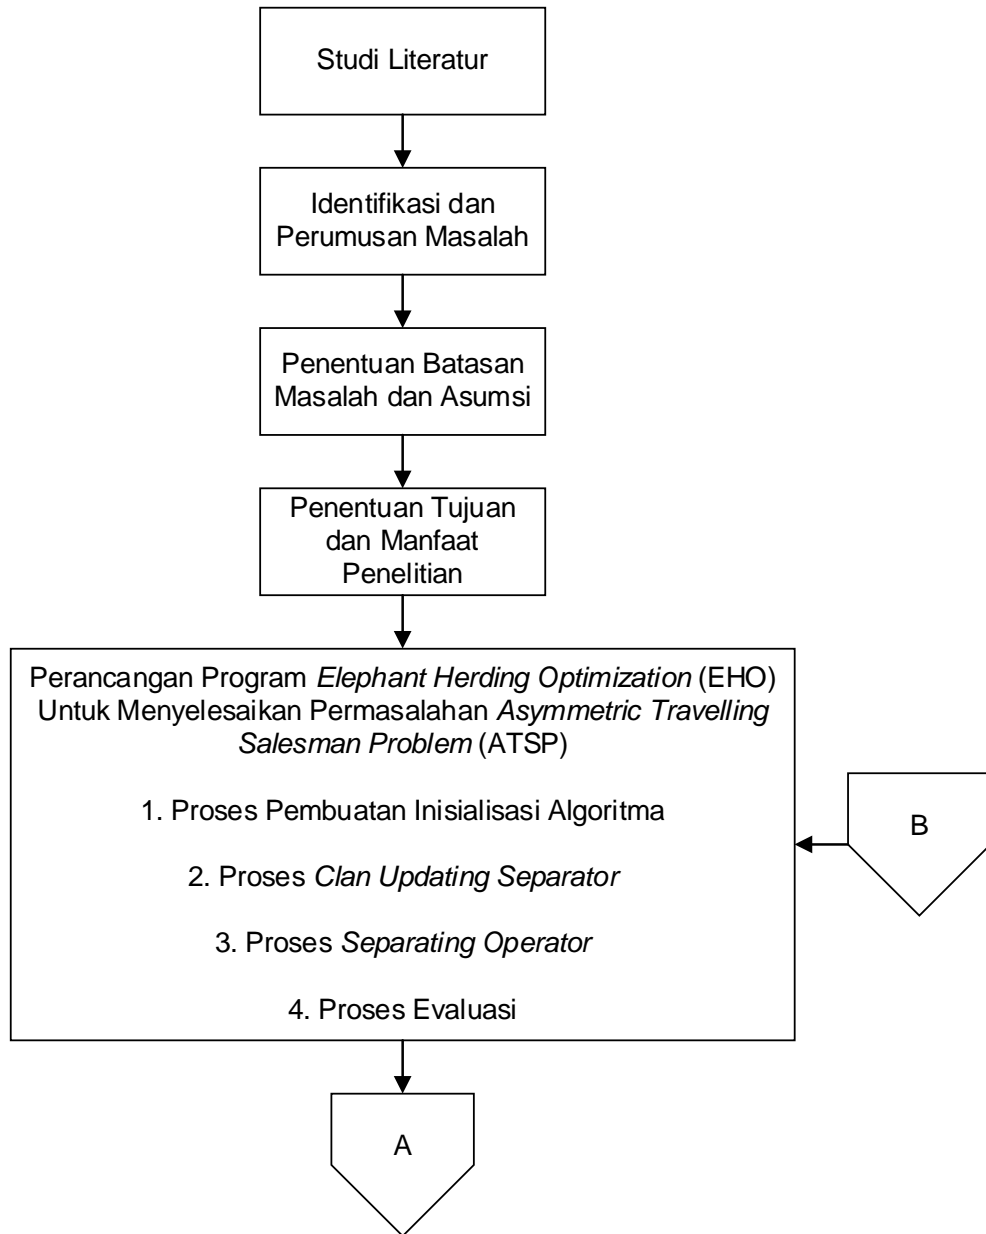 Studi Literatur
Identifikasi dan
Perumusan Masalah
Penentuan Batasan
Masalah dan Asumsi
Penentuan Tujuan
dan Manfaat
Penelitian
Perancangan Program Elephant Herding Optimization (EHO)
Untuk Menyelesaikan Permasalahan Asymmetric Travelling
Salesman Problem (ATSP)
1. Proses Pembuatan Inisialisasi Algoritma
2. Proses Clan Updating Separator
3. Proses Separating Operator
4. Proses Evaluasi
B
A